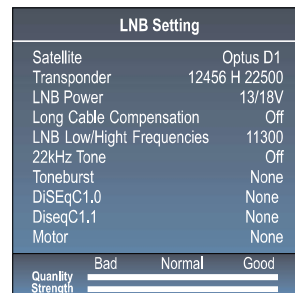 LNB Setting
Satellite Optus D1
Transponder 12456 H 22500
LNB Power 13/18V
Long Cable Compensation Off
LNB Low/Hight Frequencies 11300
22kHz Tone Off
Toneburst None
DiSEqC1.0 None
DiseqC1.1 None
Motor None
Bad Normal Good
Quanlity
Strength